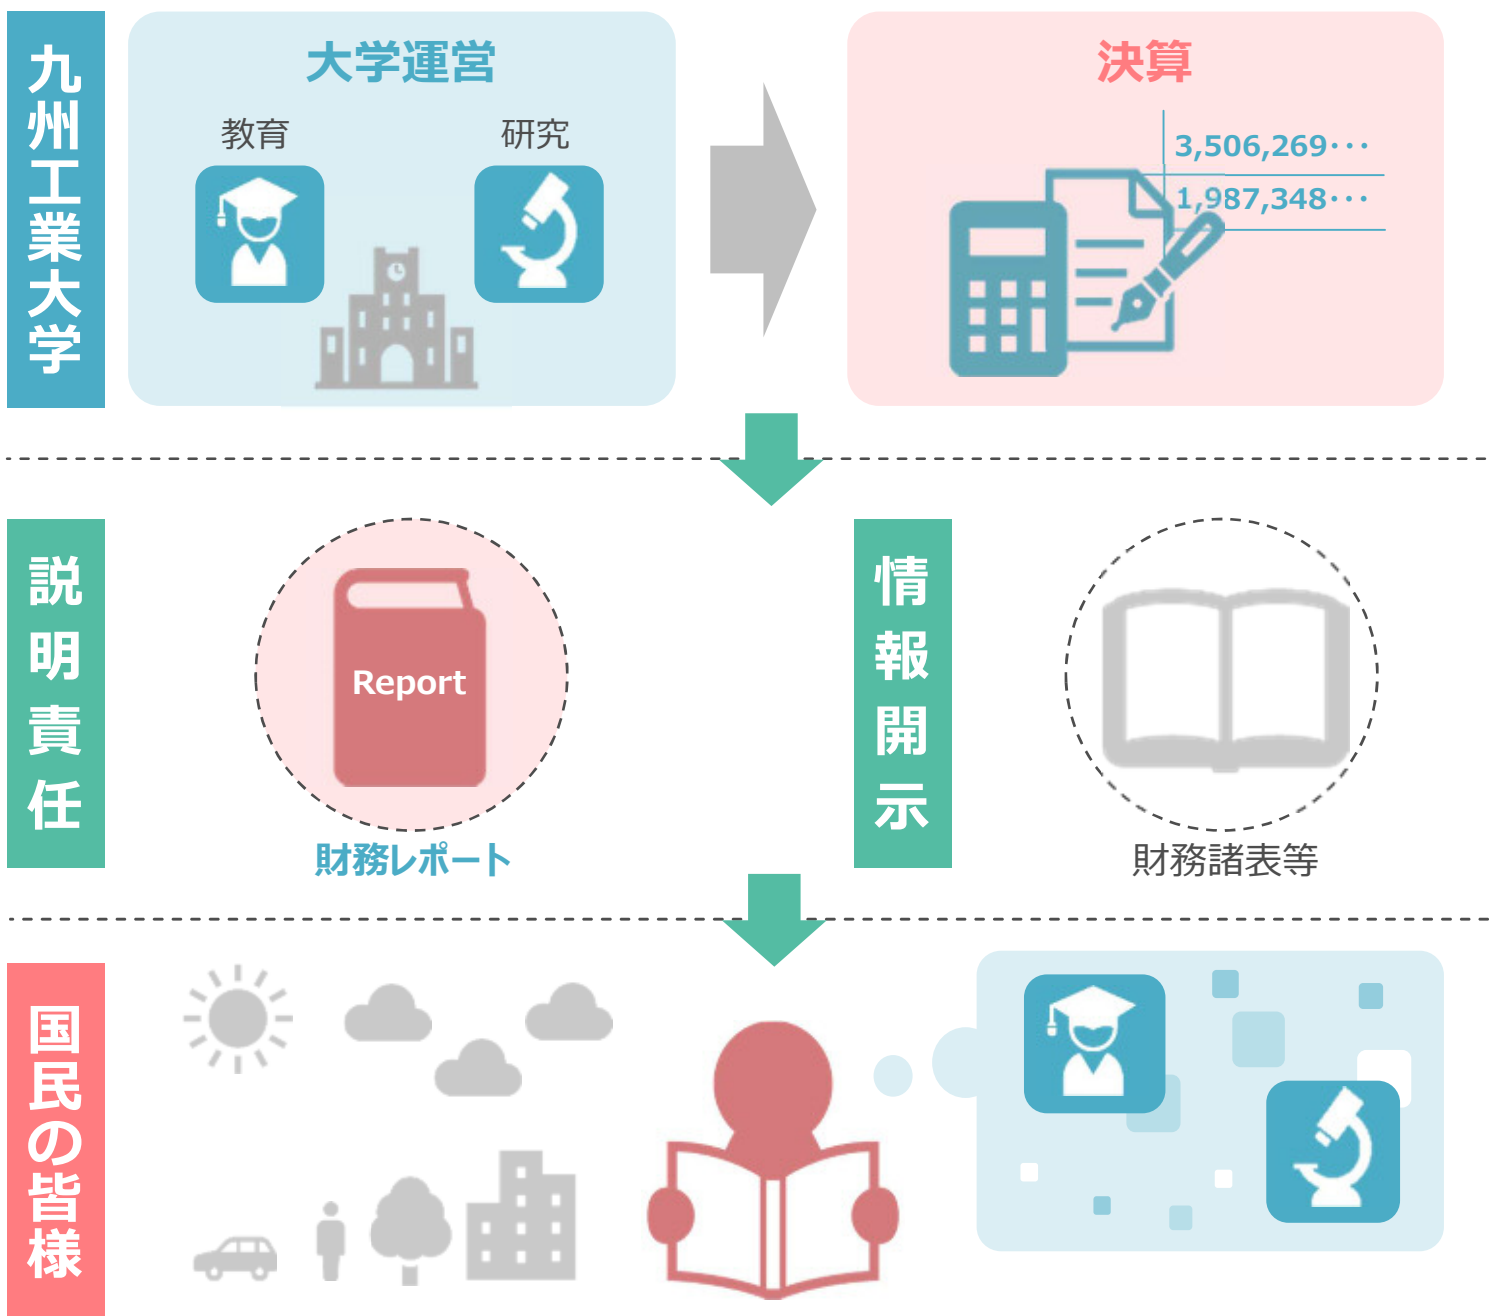 九州工業大学
大学運営
教育
研究
決算
3,506,269･･･
1,987,348･･･
説明責任
Report
財務レポート
情報開示
財務諸表等
国民の皆様